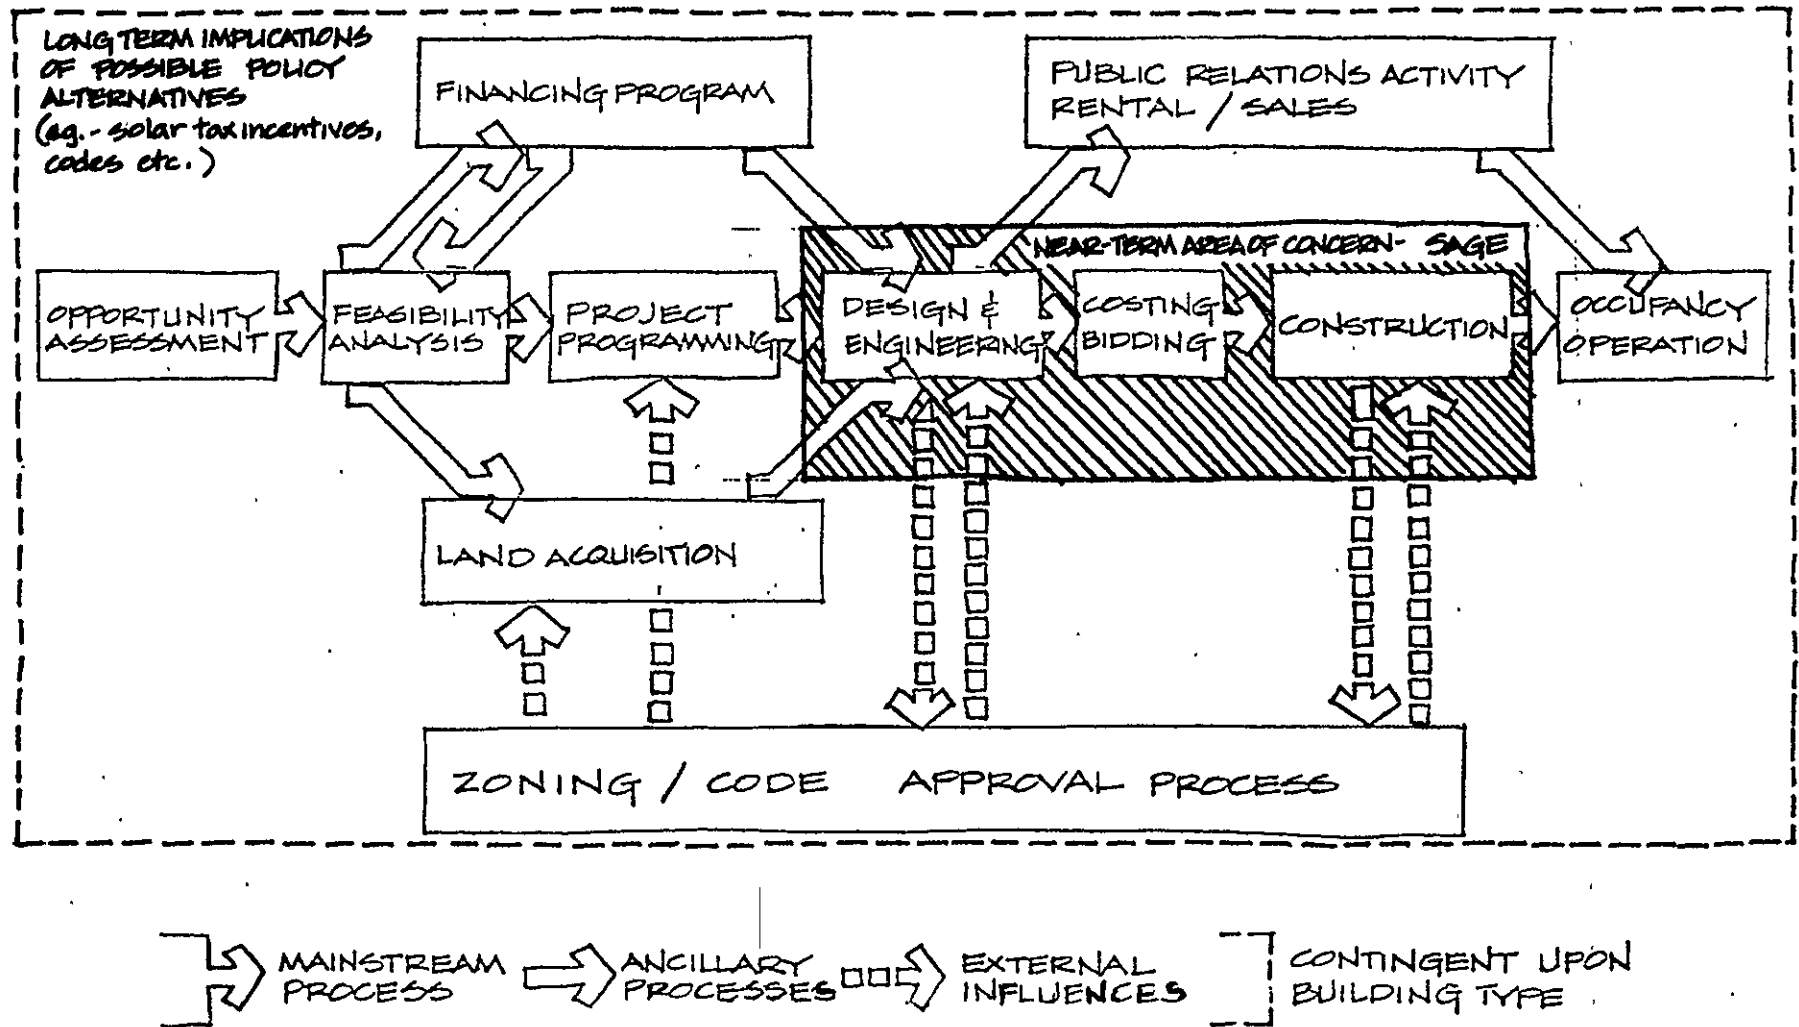 LONG TERM IMPLICATIONS
OF POSSIBLE POLICY
ALTERNATIVES
(eg.- solar tax incentives,
codes etc.)
FINANCING PROGRAM
PUBLIC RELATIONS ACTIVITY
RENTAL / SALES
NEAR-TERM AREA OF CONCERN- SAGE
OPPORTUNITY
ASSESSMENT
FEASIBILITY
ANALYSIS
PROJECT
PROGRAMMING
DESIGN &
ENGINEERING
COSTING
BIDDING
CONSTRUCTION
OCCUPANCY
OPERATION
LAND ACQUISITION
ZONING / CODE APPROVAL PROCESS
MAINSTREAM
PROCESS
ANCILLARY
PROCESSES
EXTERNAL
INFLUENCES
CONTINGENT UPON
BUILDING TYPE